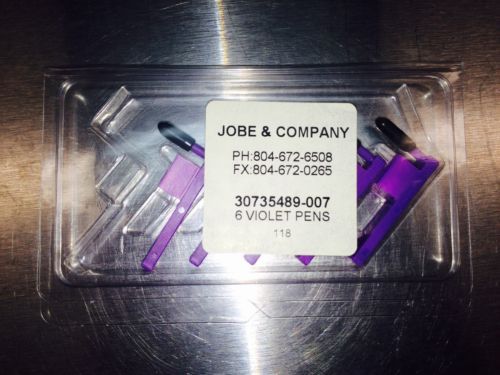 JOBE & COMPANY
PH:804-672-6508
FX:804-672-0265
30735489-007
6 VIOLET PENS
118